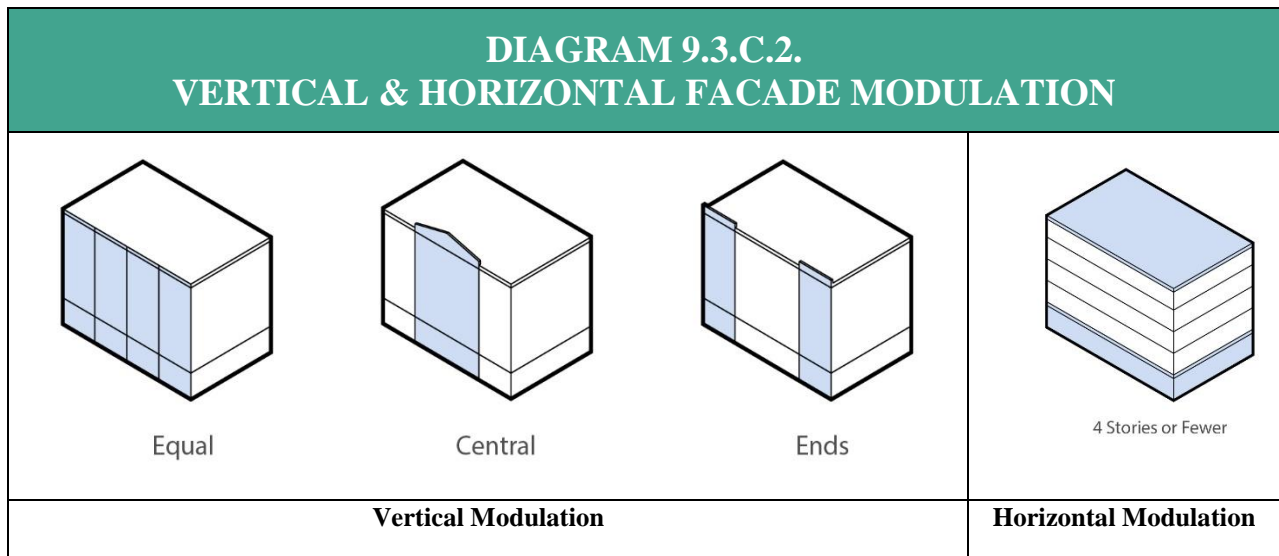 DIAGRAM 9.3.C.2.
VERTICAL & HORIZONTAL FACADE MODULATION
Equal
Central
Ends
4 Stories or Fewer
Vertical Modulation
Horizontal Modulation